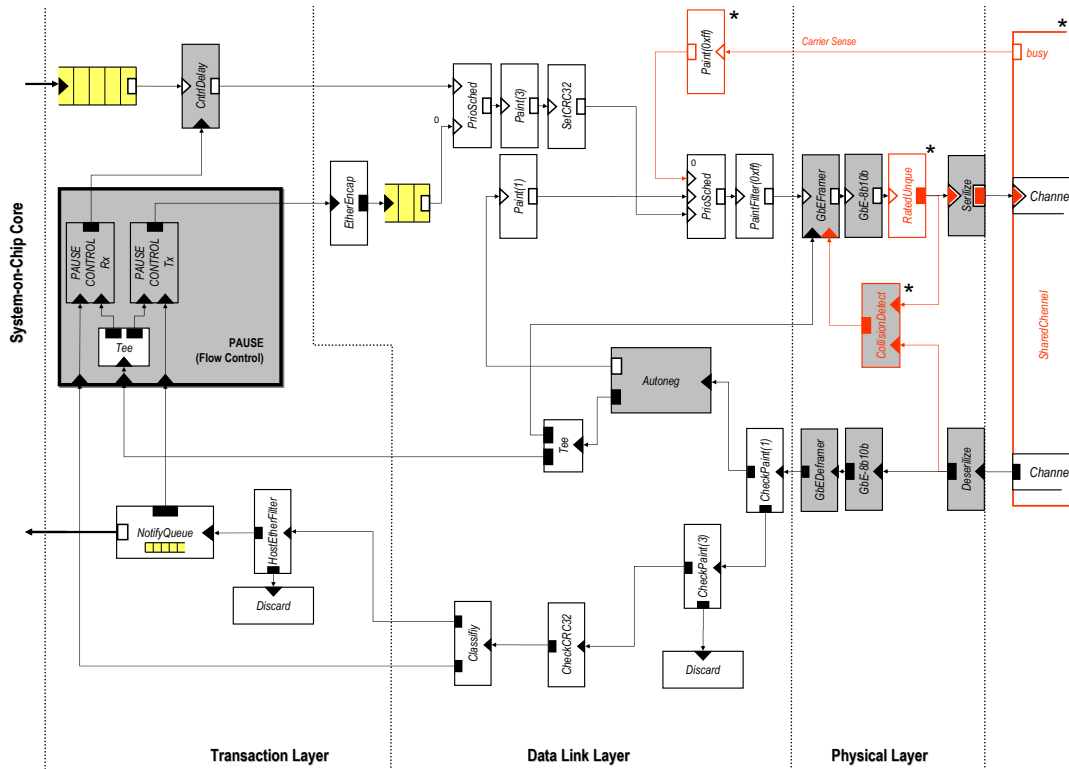 *
*
Paint(0xff)
Carrier Sense
busy
CntrlDelay
PrioSched
Paint(3)
SetCRC32
0
*
0
EtherEncap
Paint(1)
PrioSched
PaintFilter(0xff)
GbEFramer
GbE-8b10b
RatedUnque
Serilize
Channel
System-on-Chip Core
PAUSE
CONTROL
Rx
PAUSE
CONTROL
Tx
*
CollisionDetect
SharedChannel
Tee
PAUSE
(Flow Control)
Autoneg
Tee
CheckPaint(1)
GbEDeframer
GbE-8b10b
Deserilize
Channel
NotifyQueue
HostEtherFilter
CheckPaint(3)
Discard
Classifiy
CheckCRC32
Discard
Transaction Layer
Data Link Layer
Physical Layer